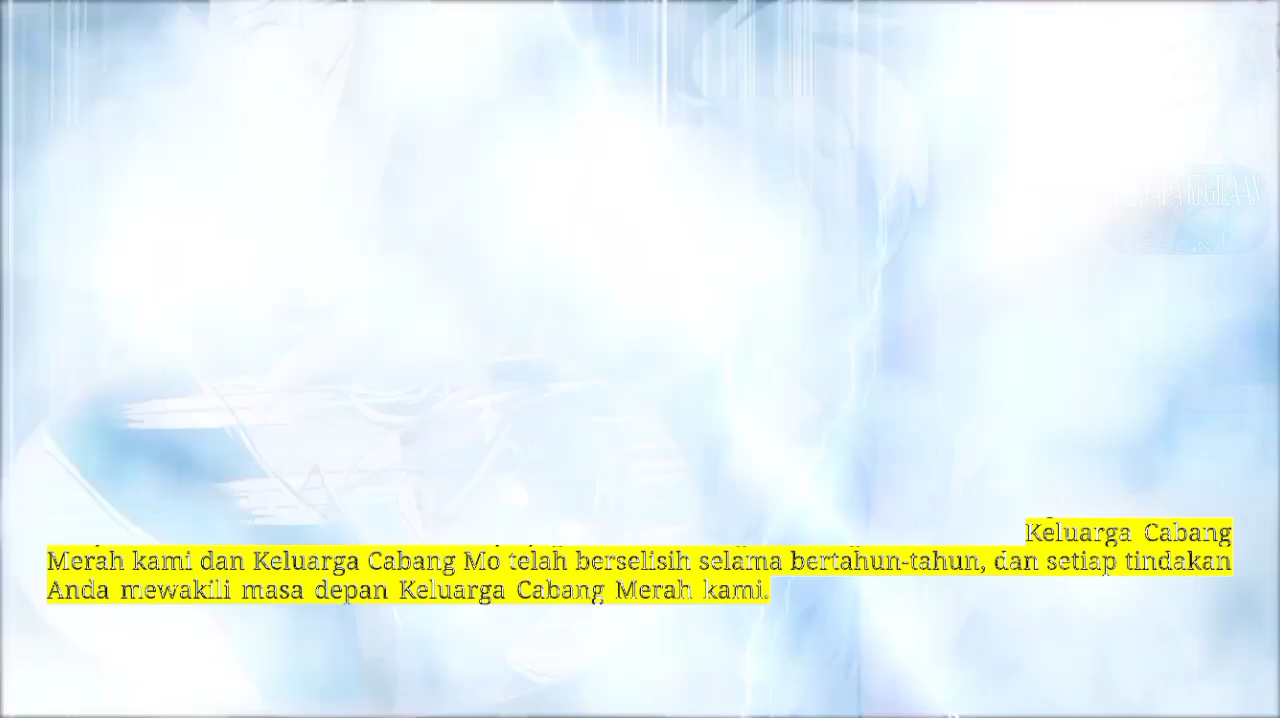 Keluarga Cabang
Merah kami dan Keluarga Cabang Mo telah berselisih selama bertahun-tahun, dan setiap tindakan
Anda mewakili masa depan Keluarga Cabang Merah kami.